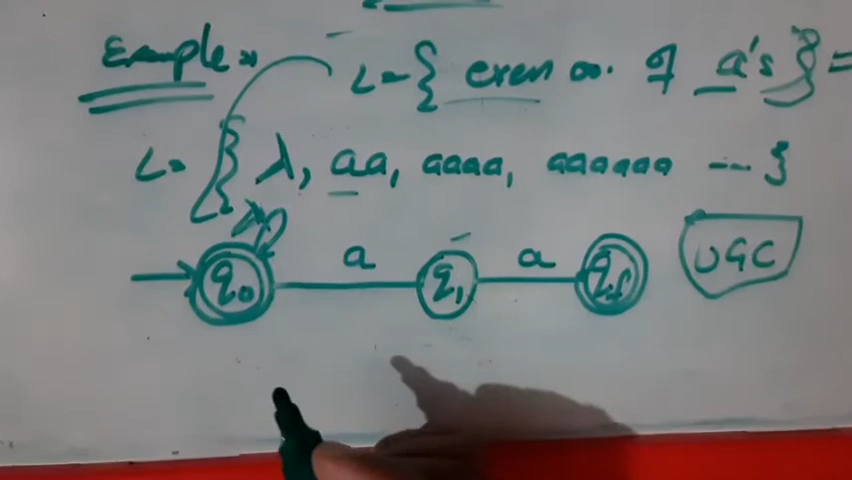 Example:
L = { even no. of a's } =
L = { λ, aa, aaaa, aaaaaa --- }
λ
q0 a q1 a qf UGC